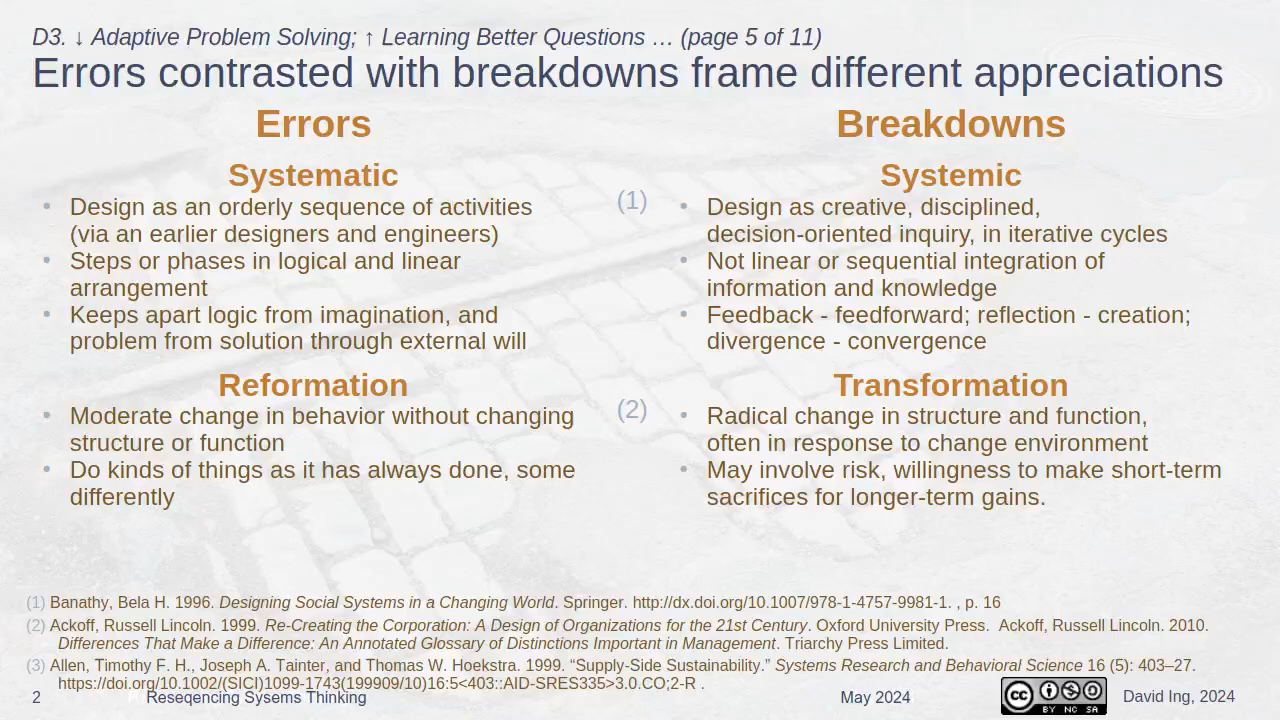 D3. ↓ Adaptive Problem Solving; ↑ Learning Better Questions … (page 5 of 11)
Errors contrasted with breakdowns frame different appreciations
Errors
Systematic
• Design as an orderly sequence of activities
(via an earlier designers and engineers)
• Steps or phases in logical and linear
arrangement
• Keeps apart logic from imagination, and
problem from solution through external will
Reformation
• Moderate change in behavior without changing
structure or function
• Do kinds of things as it has always done, some
differently
(1)
(2)
Breakdowns
Systemic
• Design as creative, disciplined,
decision-oriented inquiry, in iterative cycles
• Not linear or sequential integration of
information and knowledge
• Feedback - feedforward; reflection - creation;
divergence - convergence
Transformation
• Radical change in structure and function,
often in response to change environment
• May involve risk, willingness to make short-term
sacrifices for longer-term gains.
(1) Banathy, Bela H. 1996. Designing Social Systems in a Changing World. Springer. http://dx.doi.org/10.1007/978-1-4757-9981-1. , p. 16
(2) Ackoff, Russell Lincoln. 1999. Re-Creating the Corporation: A Design of Organizations for the 21st Century. Oxford University Press. Ackoff, Russell Lincoln. 2010.
Differences That Make a Difference: An Annotated Glossary of Distinctions Important in Management. Triarchy Press Limited.
(3) Allen, Timothy F. H., Joseph A. Tainter, and Thomas W. Hoekstra. 1999. “Supply-Side Sustainability.” Systems Research and Behavioral Science 16 (5): 403–27.
https://doi.org/10.1002/(SICI)1099-1743(199909/10)16:5<403::AID-SRES335>3.0.CO;2-R .
2
Reseqencing Sysems Thinking
May 2024
cc
BY NC SA
David Ing, 2024